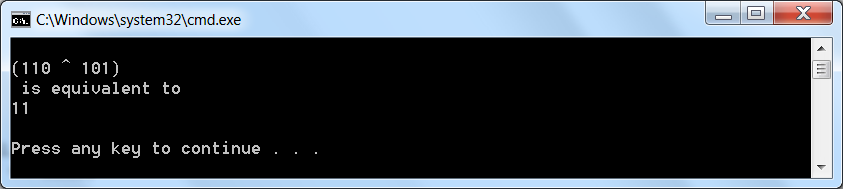 C:\Windows\system32\cmd.exe
(110 ^ 101)
 is equivalent to
11
Press any key to continue . . .